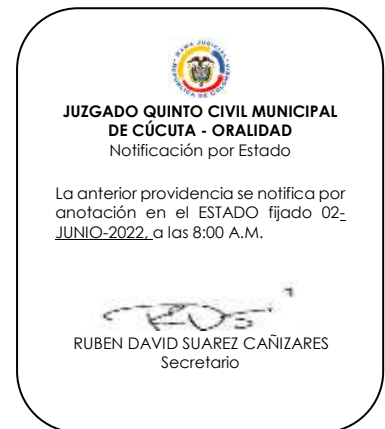 JUZGADO QUINTO CIVIL MUNICIPAL
DE CÚCUTA - ORALIDAD
Notificación por Estado
La anterior providencia se notifica por
anotación en el ESTADO fijado 02-
JUNIO-2022, a las 8:00 A.M.
RUBEN DAVID SUAREZ CAÑIZARES
Secretario